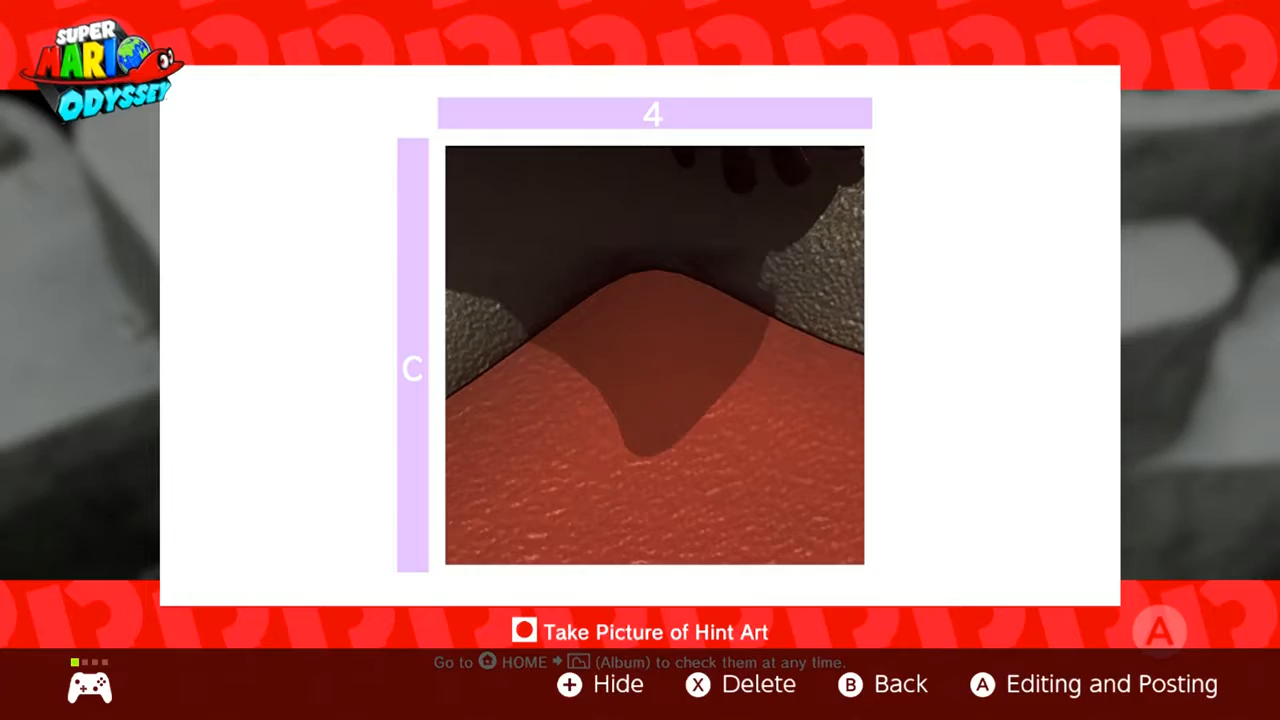 SUPER
MARIO
ODYSSEY
4
C
Take Picture of Hint Art
A
Go to HOME (Album) to check them at any time.
+ Hide
X Delete
B Back
A Editing and Posting